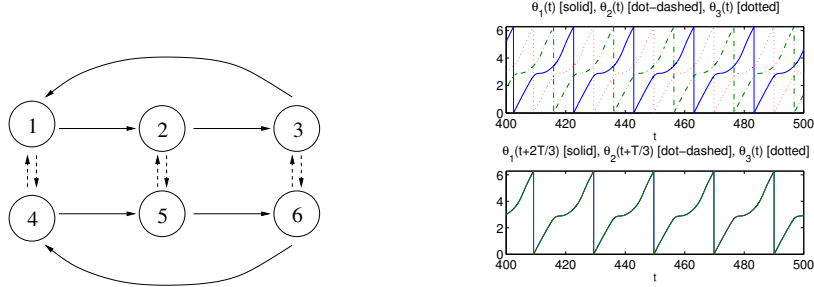 1
2
3
4
5
6
θ1(t) [solid], θ2(t) [dot−dashed], θ3(t) [dotted]
6
4
2
0
400 420 440 460 480 500
t
θ1(t+2T/3) [solid], θ2(t+T/3) [dot−dashed], θ3(t) [dotted]
6
4
2
0
400 420 440 460 480 500
t